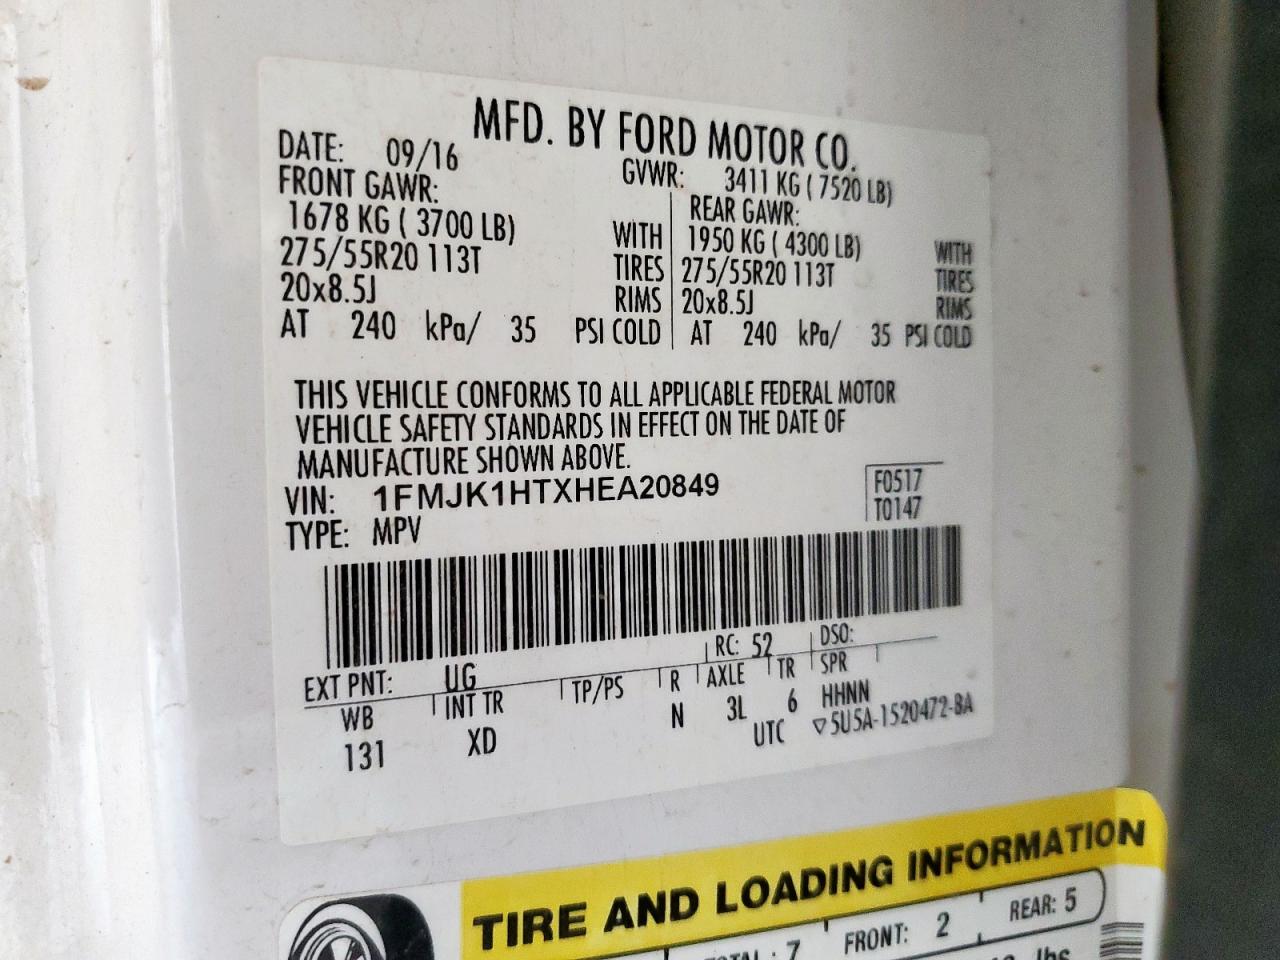 MFD. BY FORD MOTOR CO.
DATE: 09/16 GVWR: 3411 KG ( 7520 LB)
FRONT GAWR: REAR GAWR:
1678 KG ( 3700 LB) WITH 1950 KG ( 4300 LB) WITH
275/55R20 113T TIRES 275/55R20 113T TIRES
20x8.5J RIMS 20x8.5J RIMS
AT 240 kPa/ 35 PSI COLD AT 240 kPa/ 35 PSI COLD
THIS VEHICLE CONFORMS TO ALL APPLICABLE FEDERAL MOTOR
VEHICLE SAFETY STANDARDS IN EFFECT ON THE DATE OF
MANUFACTURE SHOWN ABOVE.
VIN: 1FMJK1HTXHEA20849 F0517
TYPE: MPV T0147
EXT PNT: UG RC: 52 DSO:
WB INT TR TP/PS R AXLE TR SPR
131 XD N 3L 6 HHNN
UTC ▽5U5A-1520472-BA
TIRE AND LOADING INFORMATION
: 7 FRONT: 2 REAR: 5
lbs